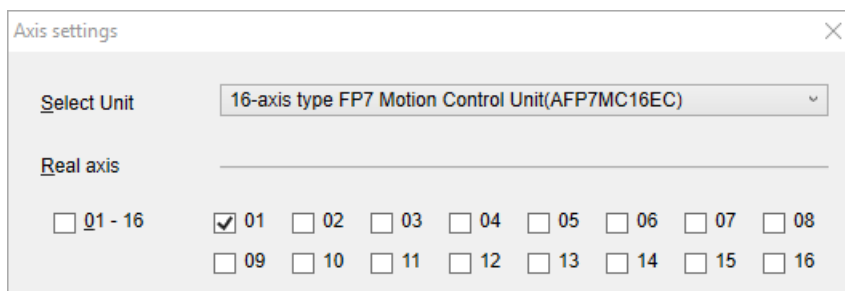 Axis settings
Select Unit 16-axis type FP7 Motion Control Unit(AFP7MC16EC)
Real axis
01 - 16 01 02 03 04 05 06 07 08
09 10 11 12 13 14 15 16